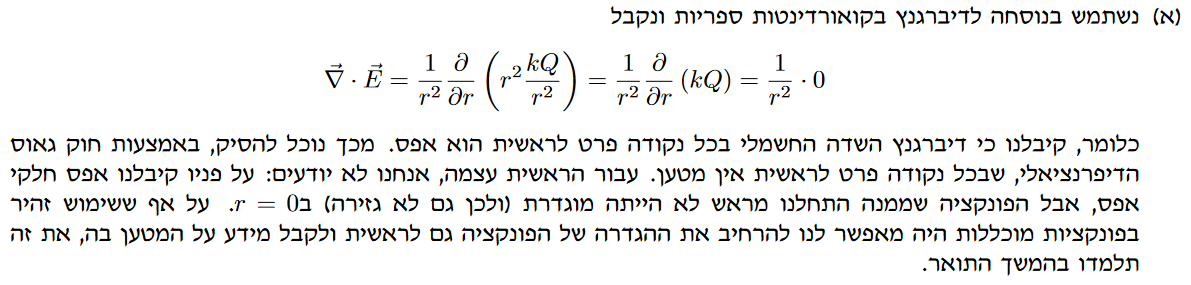 (א) נשתמש בנוסחה לדיברגנץ בקואורדינטות ספריות ונקבל
$\vec{\nabla} \cdot \vec{E} = \frac{1}{r^2} \frac{\partial}{\partial r} \left( r^2 \frac{kQ}{r^2} \right) = \frac{1}{r^2} \frac{\partial}{\partial r} (kQ) = \frac{1}{r^2} \cdot 0$
כלומר, קיבלנו כי דיברגנץ השדה החשמלי בכל נקודה פרט לראשית הוא אפס. מכך נוכל להסיק, באמצעות חוק גאוס
הדיפרנציאלי, שבכל נקודה פרט לראשית אין מטען. עבור הראשית עצמה, אנחנו לא יודעים: על פניו קיבלנו אפס חלקי
אפס, אבל הפונקציה שממנה התחלנו מראש לא הייתה מוגדרת (ולכן גם לא גזירה) ב$r = 0$. על אף ששימוש זהיר
בפונקציות מוכללות היה מאפשר לנו להרחיב את ההגדרה של הפונקציה גם לראשית ולקבל מידע על המטען בה, את זה
תלמדו בהמשך התואר.